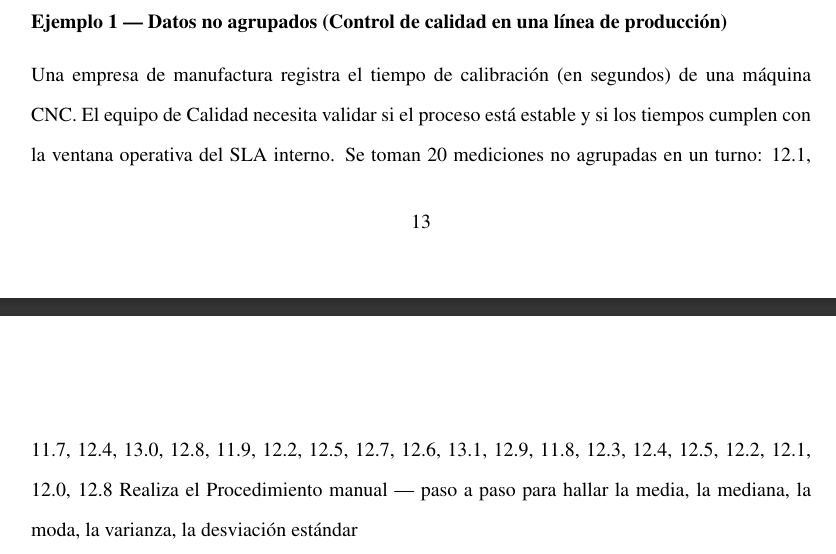 Ejemplo 1 — Datos no agrupados (Control de calidad en una línea de producción)
Una empresa de manufactura registra el tiempo de calibración (en segundos) de una máquina
CNC. El equipo de Calidad necesita validar si el proceso está estable y si los tiempos cumplen con
la ventana operativa del SLA interno. Se toman 20 mediciones no agrupadas en un turno: 12.1,
13
11.7, 12.4, 13.0, 12.8, 11.9, 12.2, 12.5, 12.7, 12.6, 13.1, 12.9, 11.8, 12.3, 12.4, 12.5, 12.2, 12.1,
12.0, 12.8 Realiza el Procedimiento manual — paso a paso para hallar la media, la mediana, la
moda, la varianza, la desviación estándar